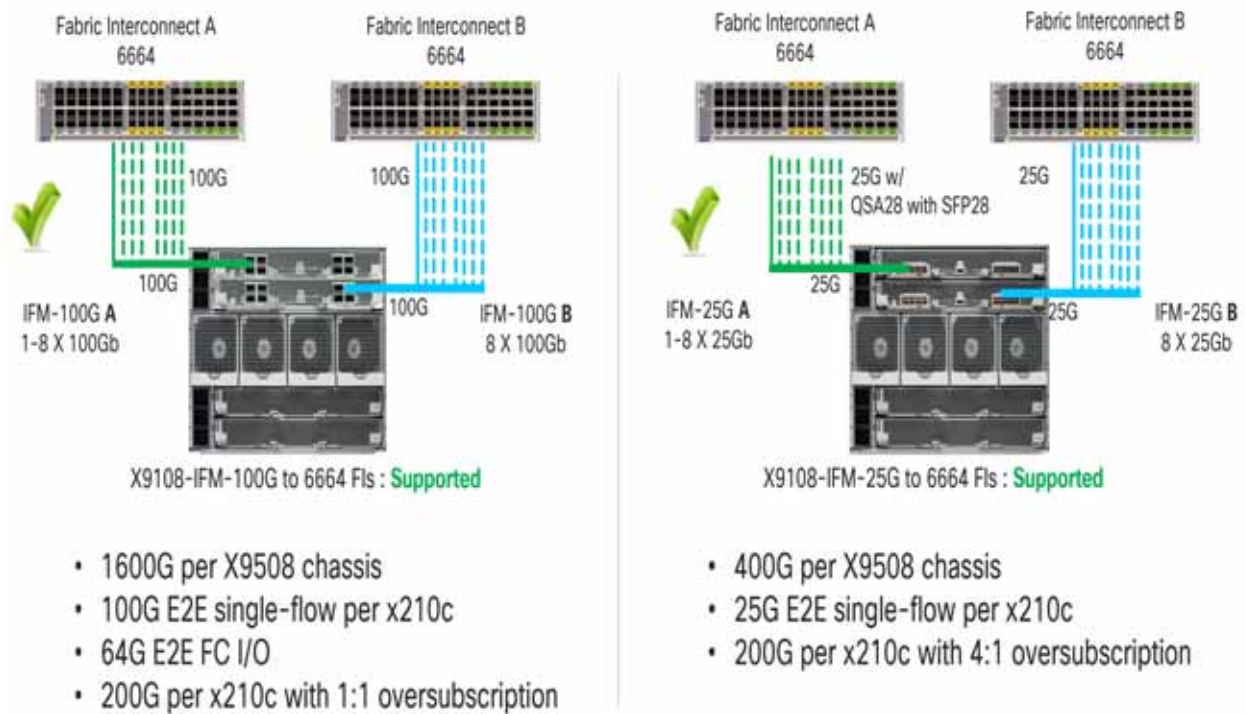 Fabric Interconnect A
6664
Fabric Interconnect B
6664
100G
100G
100G
100G
IFM-100G A
1-8 X 100Gb
IFM-100G B
8 X 100Gb
X9108-IFM-100G to 6664 FIs : Supported
• 1600G per X9508 chassis
• 100G E2E single-flow per x210c
• 64G E2E FC I/O
• 200G per x210c with 1:1 oversubscription
Fabric Interconnect A
6664
Fabric Interconnect B
6664
25G w/
QSA28 with SFP28
25G
25G
25G
IFM-25G A
1-8 X 25Gb
IFM-25G B
8 X 25Gb
X9108-IFM-25G to 6664 FIs : Supported
• 400G per X9508 chassis
• 25G E2E single-flow per x210c
• 200G per x210c with 4:1 oversubscription